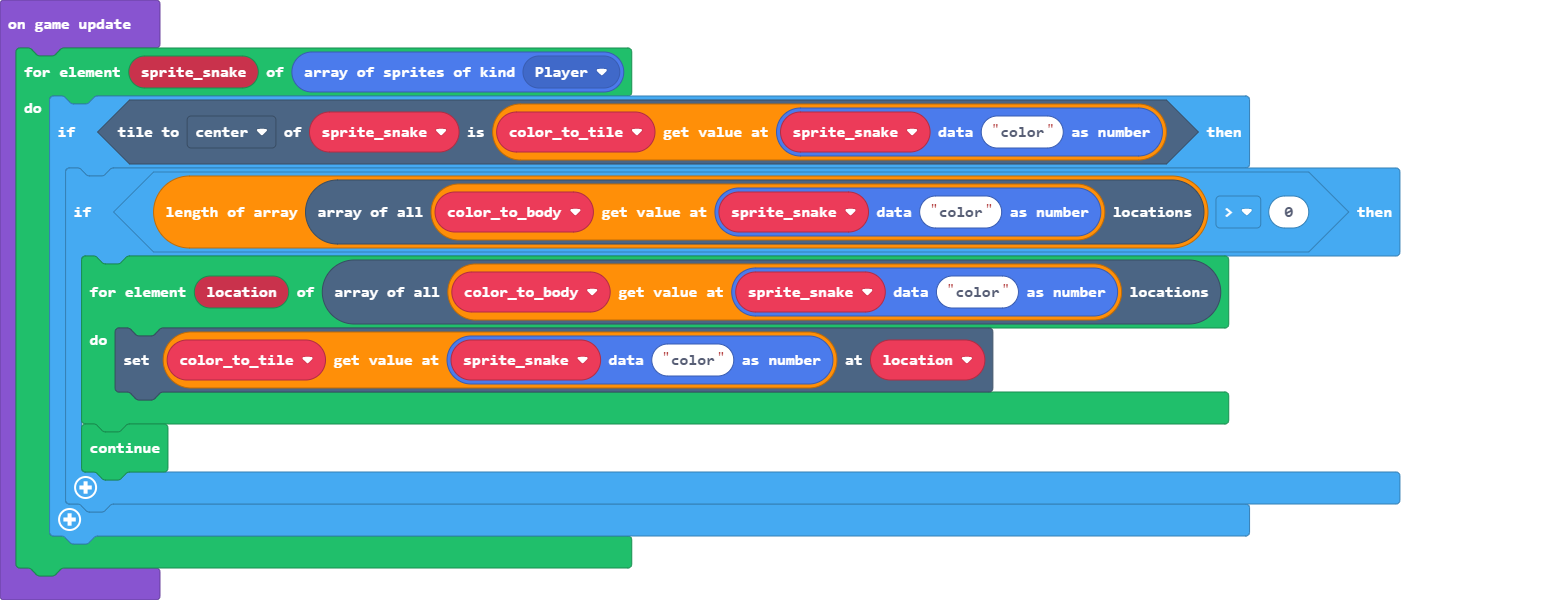 on game update
for element sprite_snake of array of sprites of kind Player
do
if tile to center of sprite_snake is color_to_tile get value at sprite_snake data "color" as number then
if length of array array of all color_to_body get value at sprite_snake data "color" as number locations > 0 then
for element location of array of all color_to_body get value at sprite_snake data "color" as number locations
do
set color_to_tile get value at sprite_snake data "color" as number at location
continue